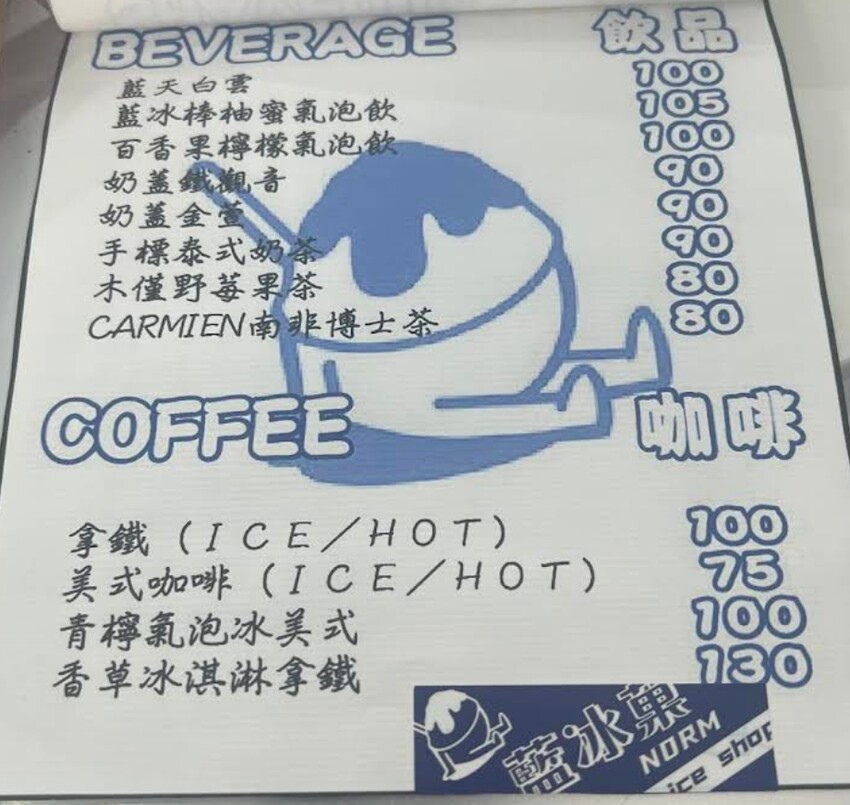 BEVERAGE 飲品
藍天白雲 100
藍冰棒柚蜜氣泡飲 105
百香果檸檬氣泡飲 100
奶蓋鐵觀音 90
奶蓋金萱 90
手標泰式奶茶 90
木僅野莓果茶 80
CARMIEN南非博士茶 80
COFFEE 咖啡
拿鐵（ICE/HOT） 100
美式咖啡（ICE/HOT） 75
青檸氣泡冰美式 100
香草冰淇淋拿鐵 130
藍冰菓
NORM
ice shop